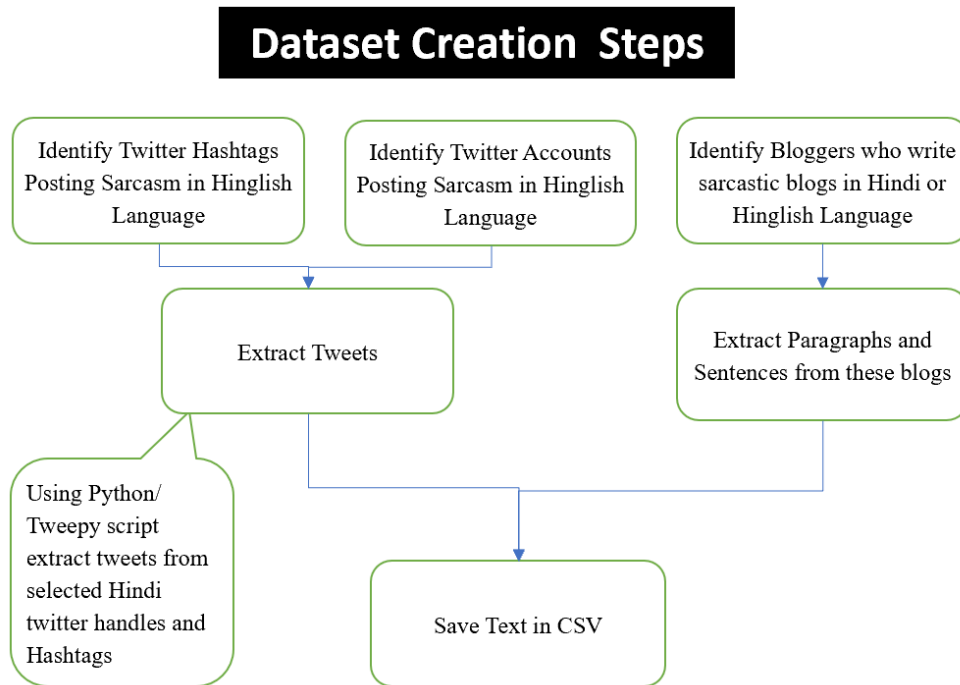 Dataset Creation Steps
Identify Twitter Hashtags
Posting Sarcasm in Hinglish
Language
Identify Twitter Accounts
Posting Sarcasm in Hinglish
Language
Identify Bloggers who write
sarcastic blogs in Hindi or
Hinglish Language
Extract Tweets
Extract Paragraphs and
Sentences from these blogs
Using Python/
Tweepy script
extract tweets from
selected Hindi
twitter handles and
Hashtags
Save Text in CSV